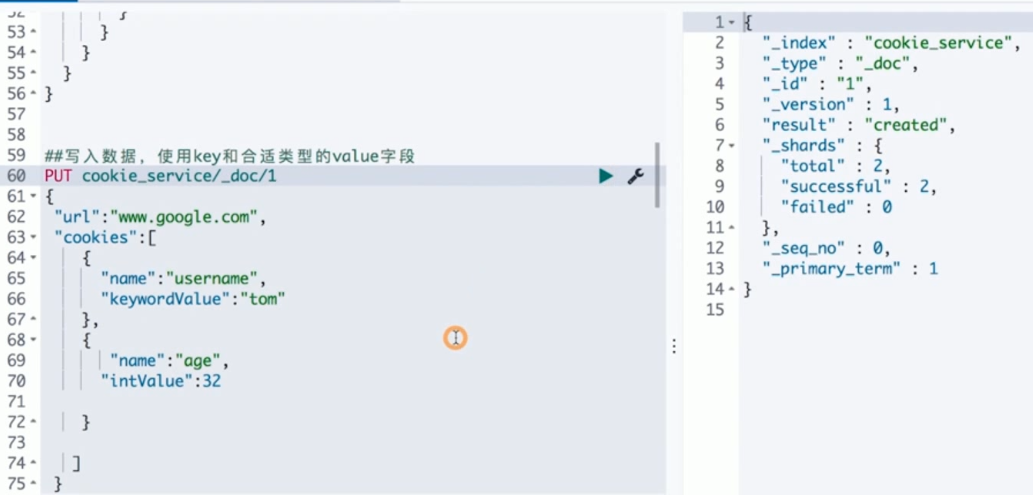 52 }
53 }
54 }
55 }
56 }
57
58
59 ##写入数据，使用key和合适类型的value字段
60 PUT cookie_service/_doc/1
61 {
62 "url":"www.google.com",
63 "cookies":[
64 {
65 "name":"username",
66 "keywordValue":"tom"
67 },
68 {
69 "name":"age",
70 "intValue":32
71
72 }
73
74 ]
75 }
1 {
2 "_index" : "cookie_service",
3 "_type" : "_doc",
4 "_id" : "1",
5 "_version" : 1,
6 "result" : "created",
7 "_shards" : {
8 "total" : 2,
9 "successful" : 2,
10 "failed" : 0
11 },
12 "_seq_no" : 0,
13 "_primary_term" : 1
14 }
15